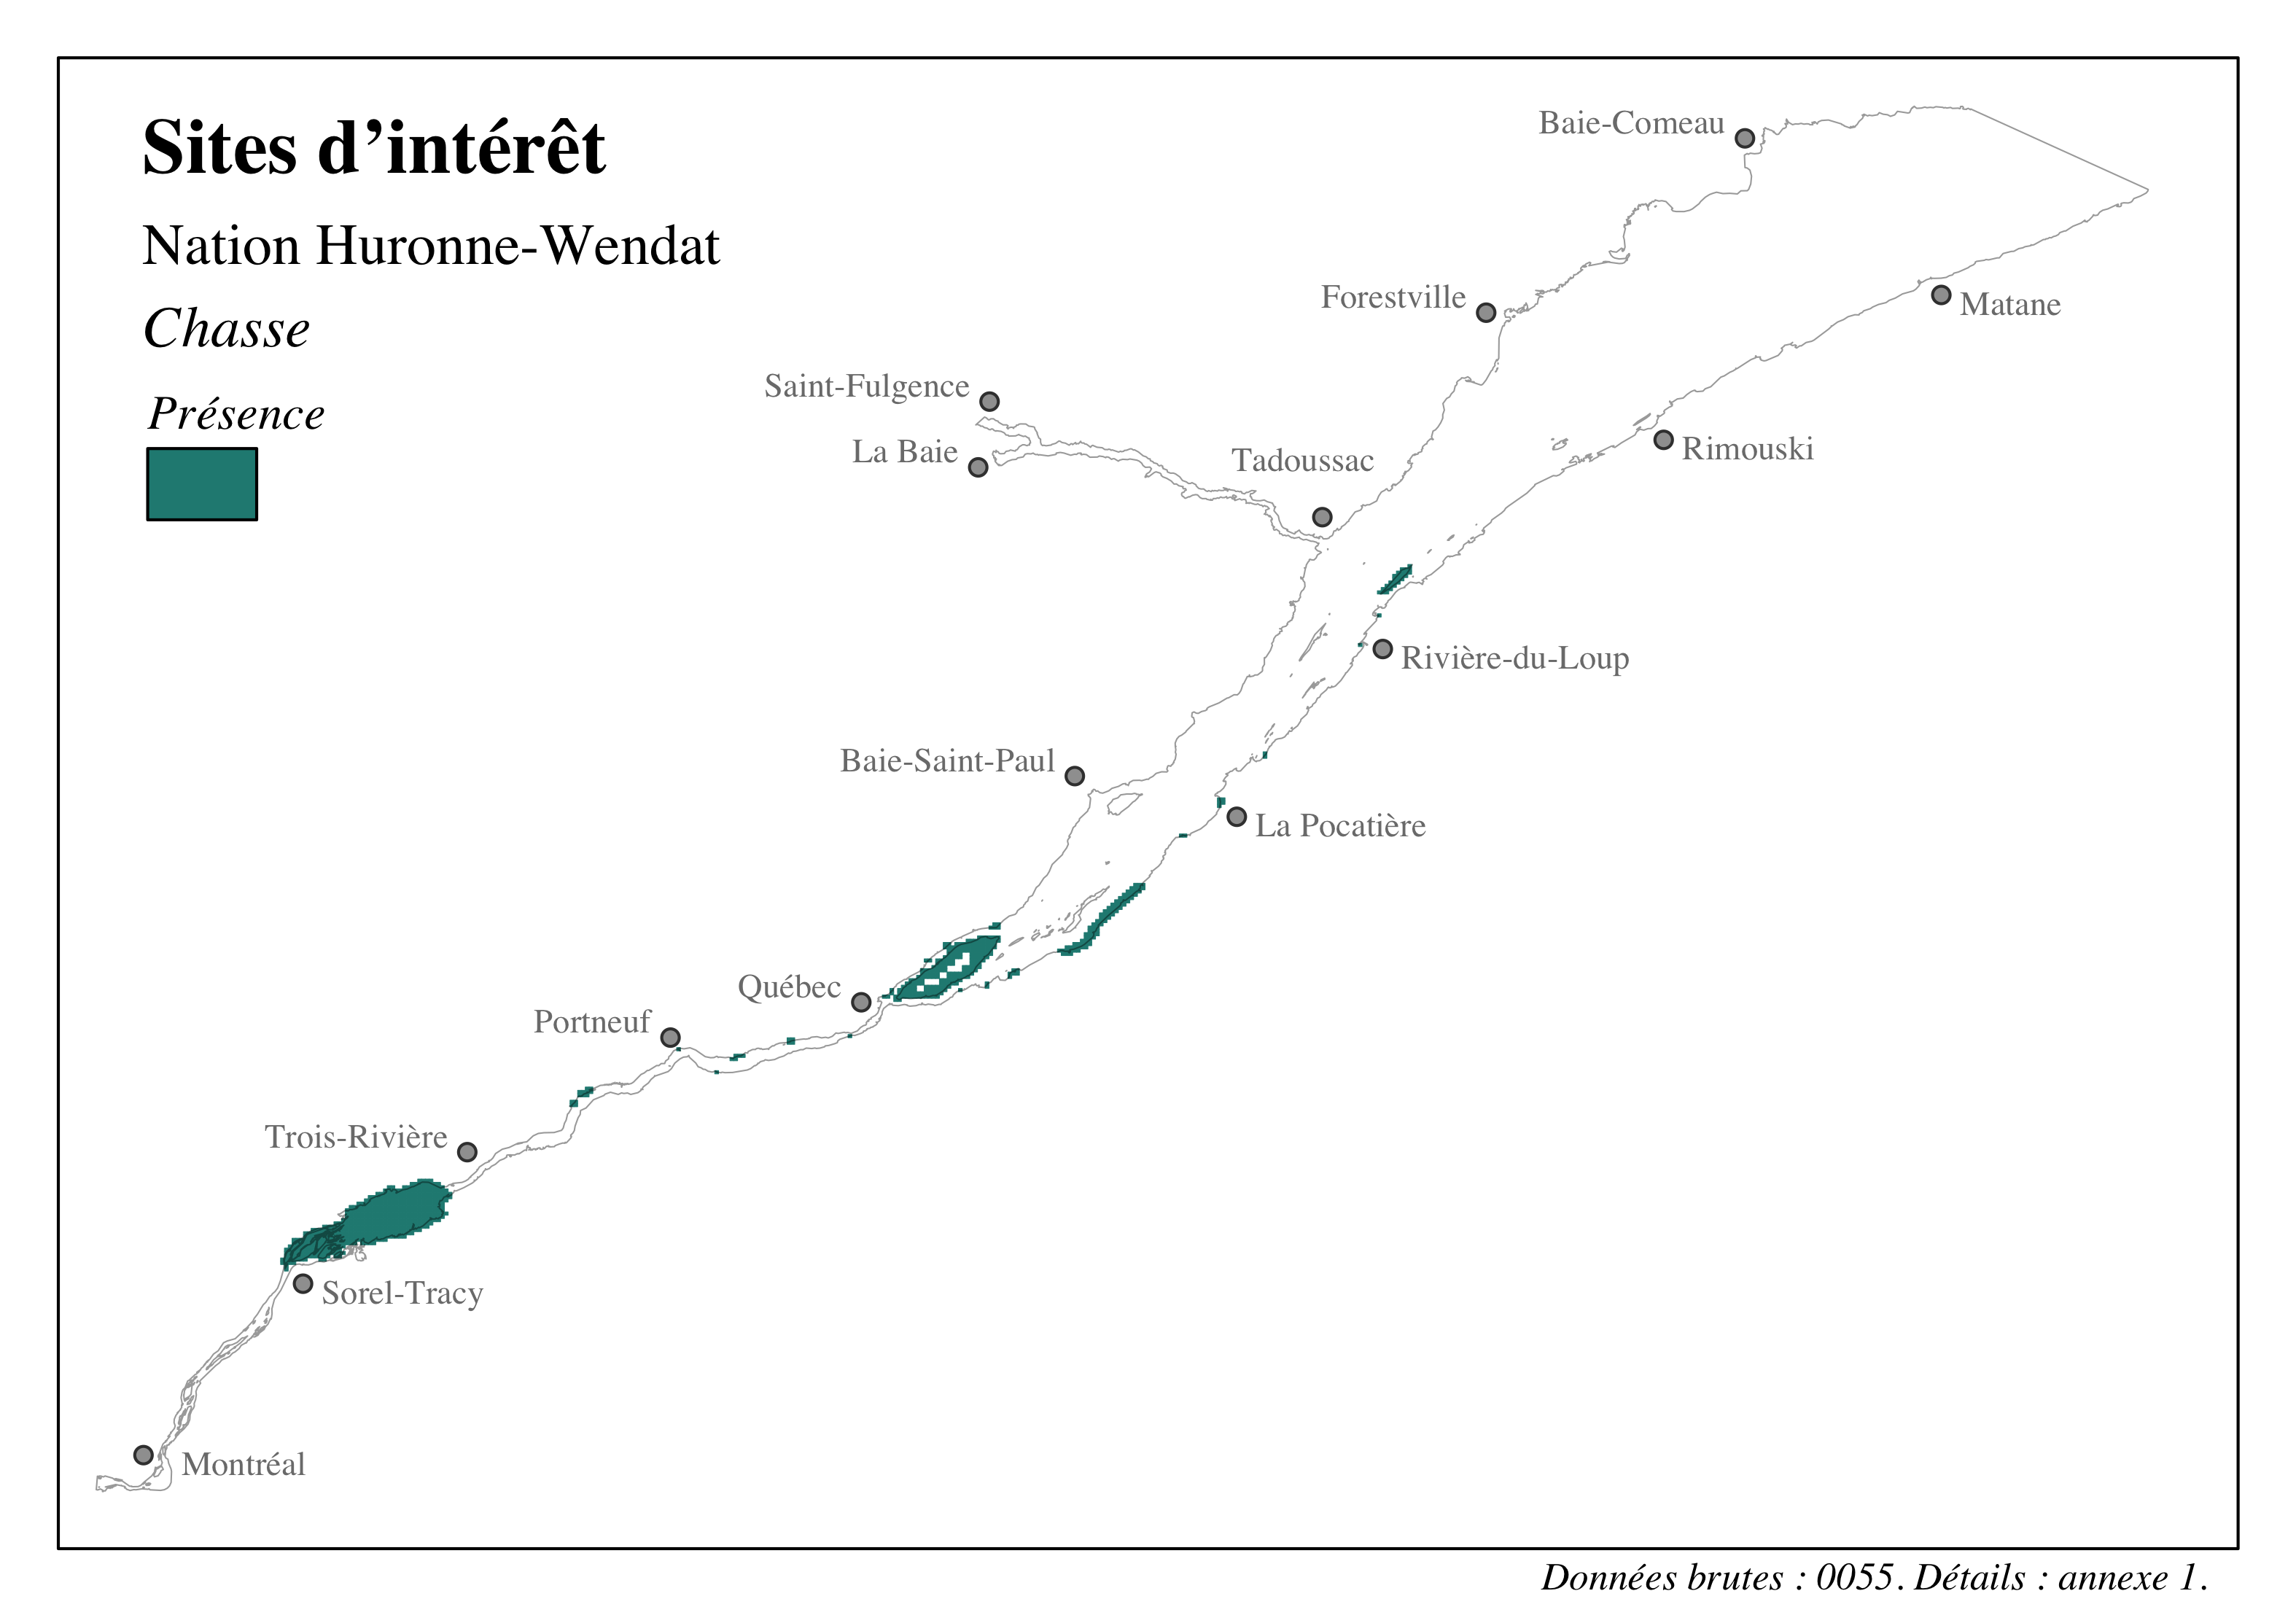 Sites d’intérêt
Nation Huronne-Wendat
Chasse
Présence
Baie-Comeau
Forestville
Matane
Saint-Fulgence
La Baie
Tadoussac
Rimouski
Rivière-du-Loup
Baie-Saint-Paul
La Pocatière
Québec
Portneuf
Trois-Rivière
Sorel-Tracy
Montréal
Données brutes : 0055. Détails : annexe 1.